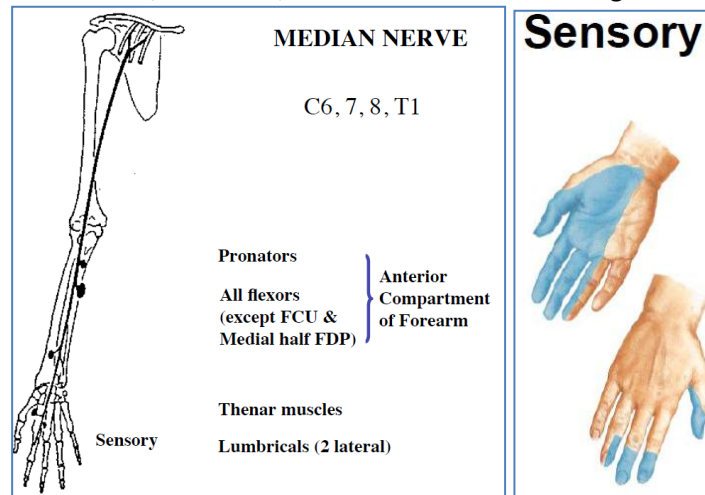 MEDIAN NERVE
C6, 7, 8, T1
Pronators
All flexors
(except FCU &
Medial half FDP)
Anterior
Compartment
of Forearm
Thenar muscles
Sensory
Lumbricals (2 lateral)
Sensory